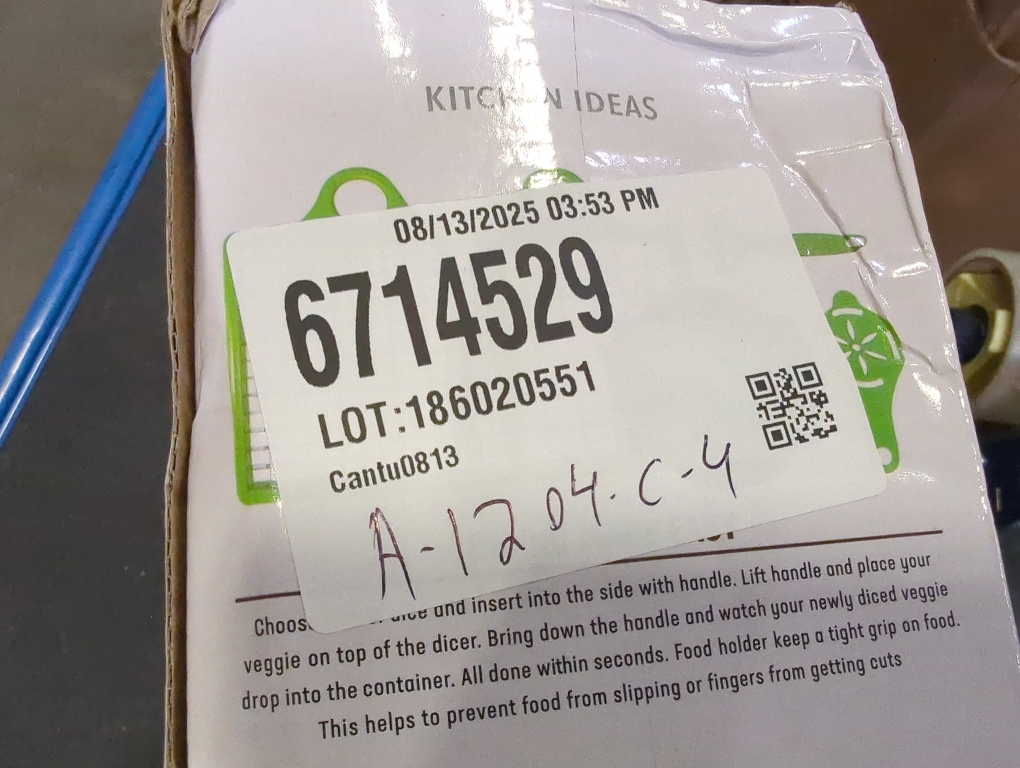 KITCHEN IDEAS
08/13/2025 03:53 PM
6714529
LOT:186020551
Cantu0813
A-1204-C-4
Choos and insert into the side with handle. Lift handle and place your
veggie on top of the dicer. Bring down the handle and watch your newly diced veggie
drop into the container. All done within seconds. Food holder keep a tight grip on food.
This helps to prevent food from slipping or fingers from getting cuts